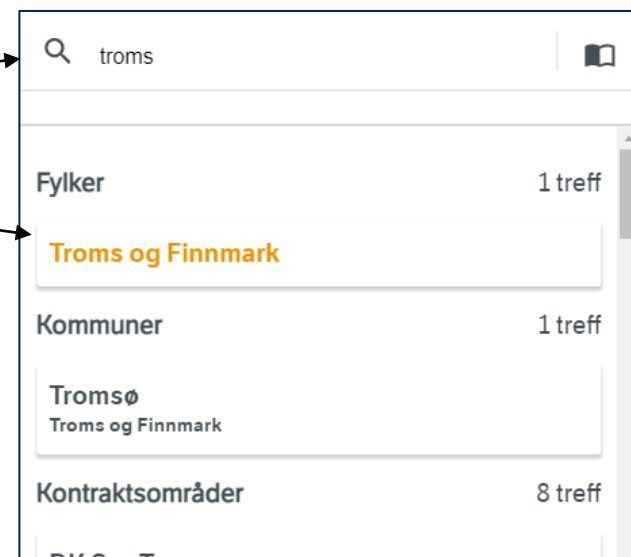 troms
Fylker 1 treff
Troms og Finnmark
Kommuner 1 treff
Tromsø
Troms og Finnmark
Kontraktsområder 8 treff